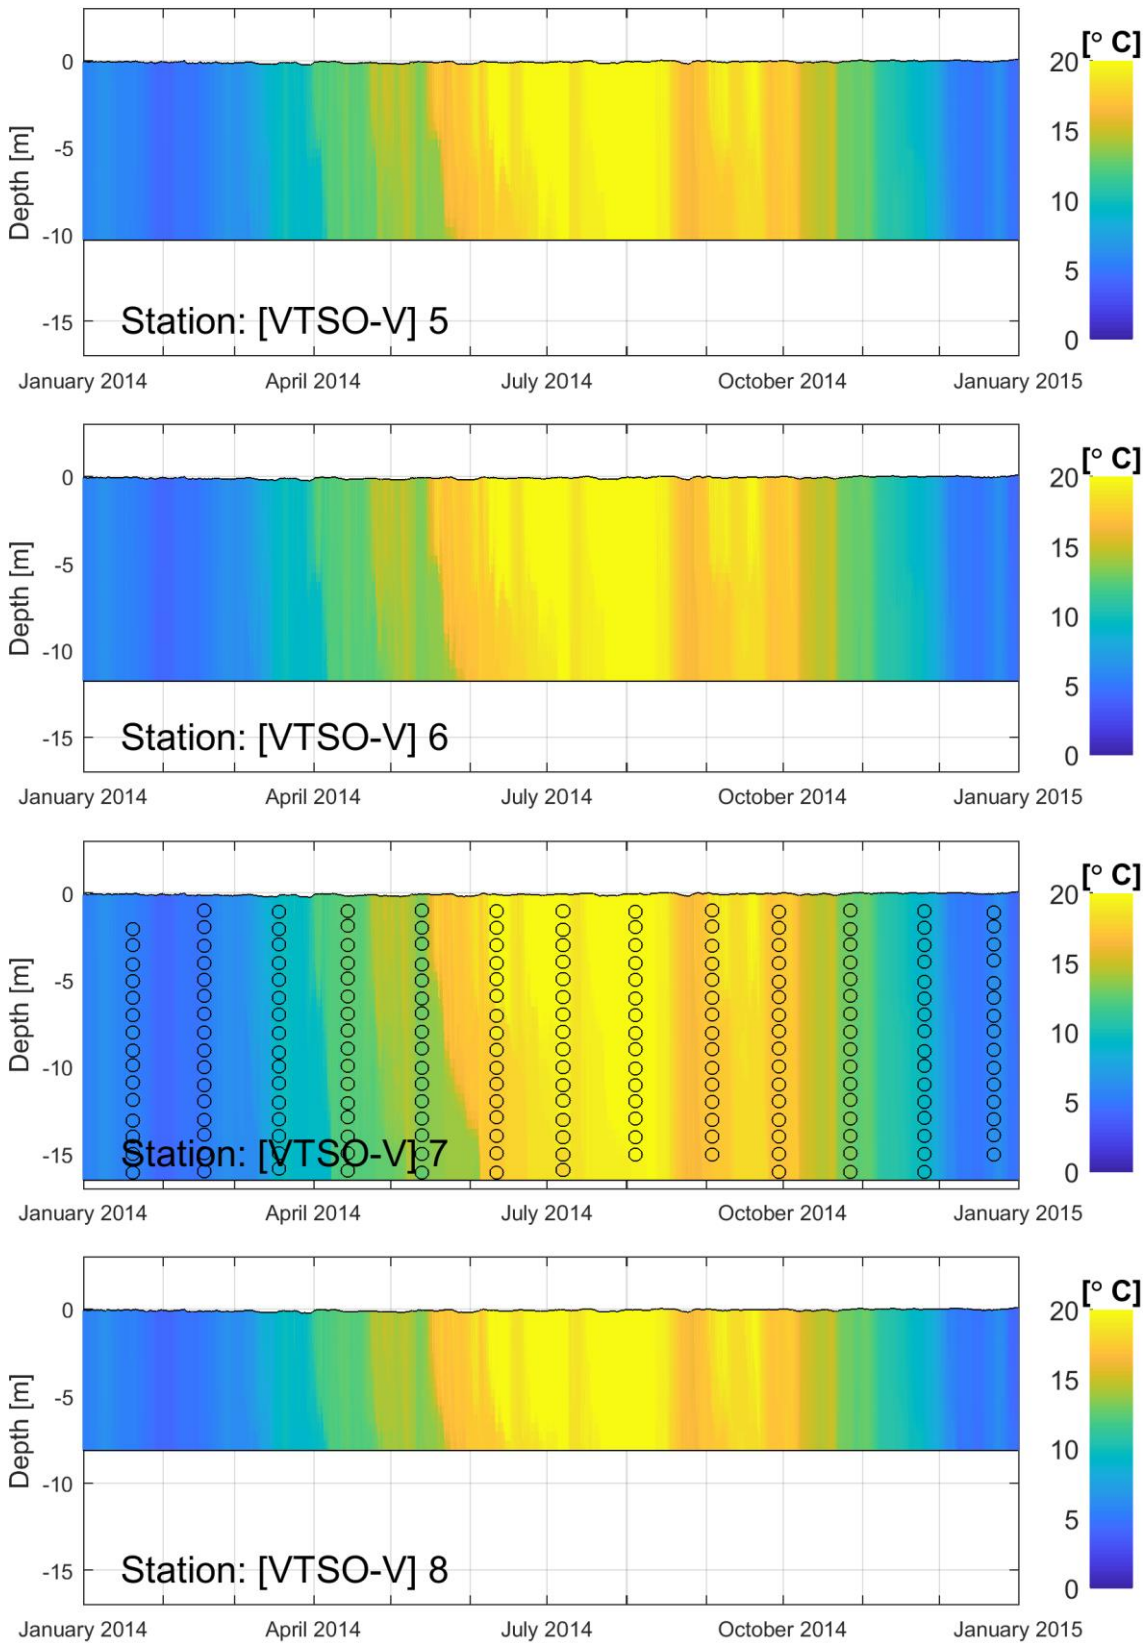 [° C]
0
-5
-10
-15
Depth [m]
Station: [VTSO-V] 5
January 2014 April 2014 July 2014 October 2014 January 2015
20
15
10
5
0
[° C]
0
-5
-10
-15
Depth [m]
Station: [VTSO-V] 6
January 2014 April 2014 July 2014 October 2014 January 2015
20
15
10
5
0
[° C]
0
-5
-10
-15
Depth [m]
Station: [VTSO-V] 7
January 2014 April 2014 July 2014 October 2014 January 2015
20
15
10
5
0
[° C]
0
-5
-10
-15
Depth [m]
Station: [VTSO-V] 8
January 2014 April 2014 July 2014 October 2014 January 2015
20
15
10
5
0